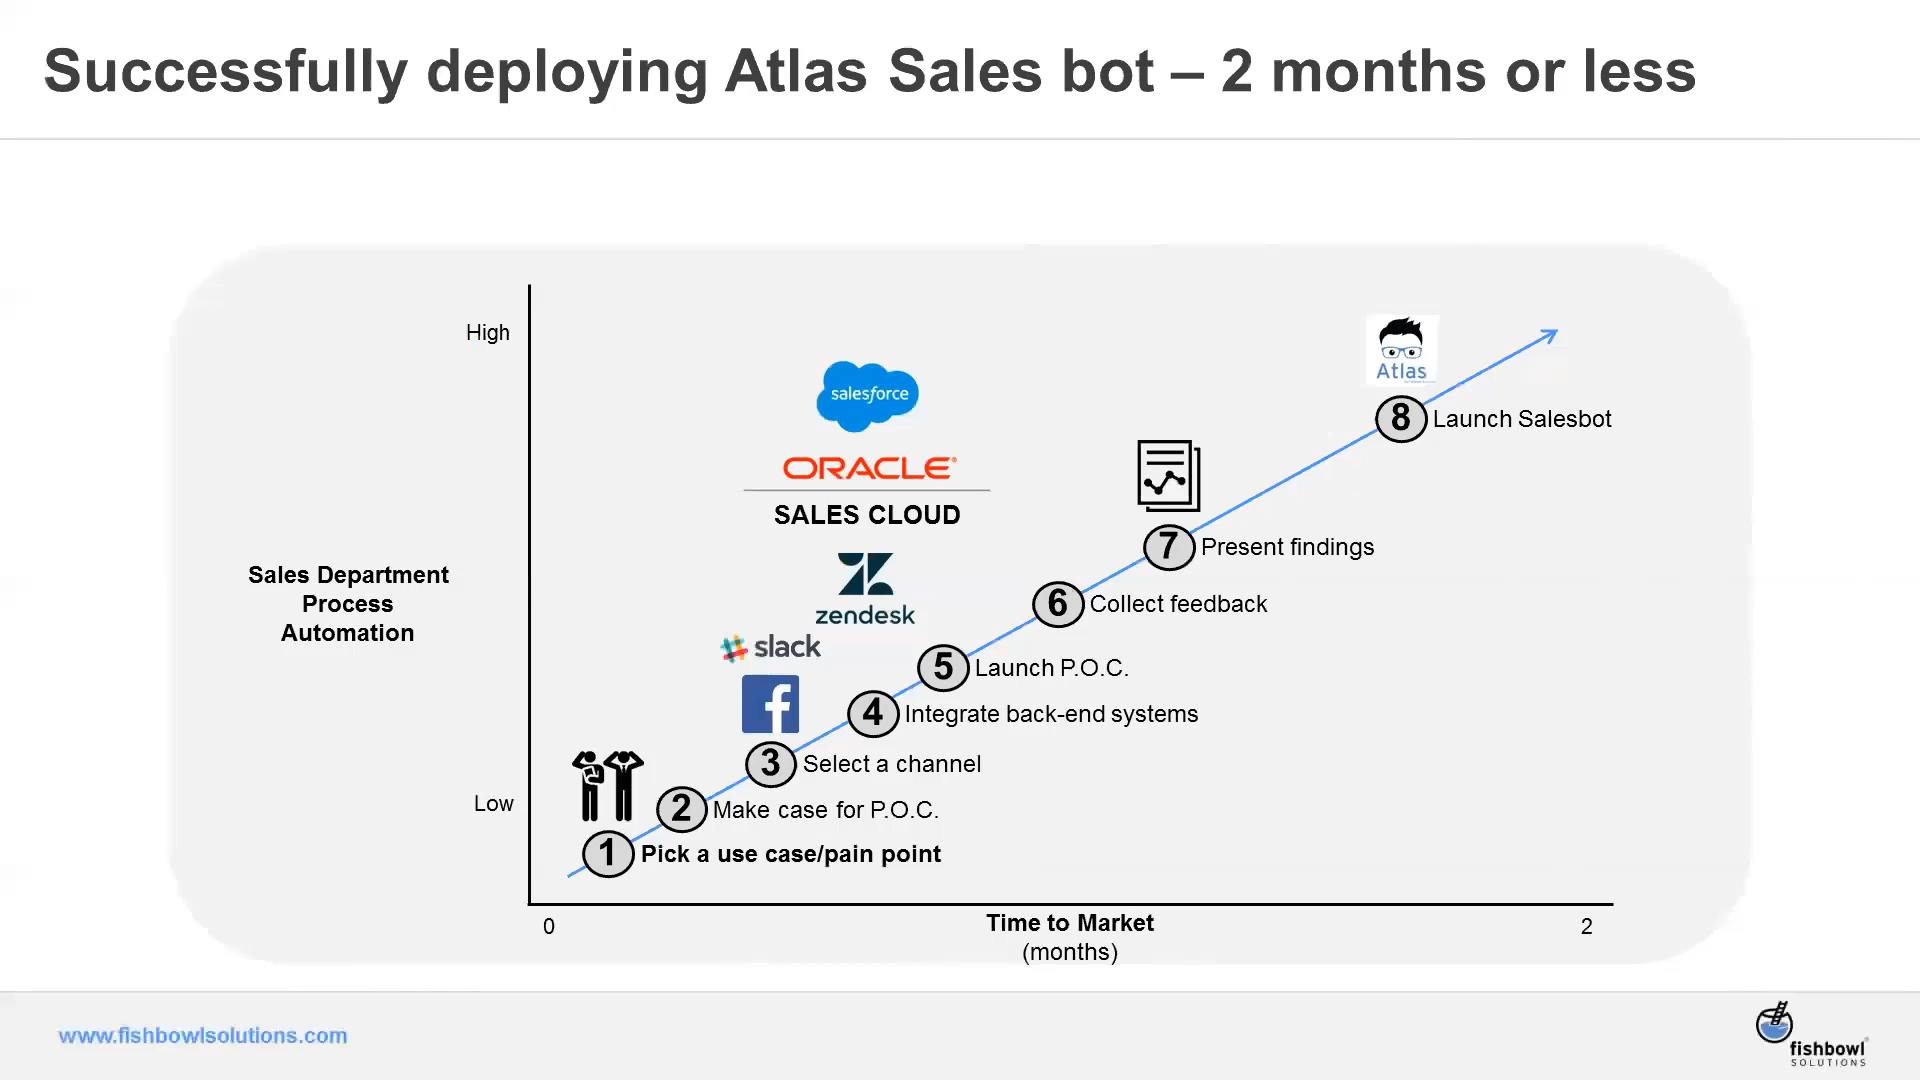 Successfully deploying Atlas Sales bot – 2 months or less
High
Atlas
salesforce
8 Launch Salesbot
ORACLE®
SALES CLOUD
7 Present findings
zendesk
Sales Department
Process
Automation
6 Collect feedback
slack
5 Launch P.O.C.
f
4 Integrate back-end systems
3 Select a channel
Low
2 Make case for P.O.C.
1 Pick a use case/pain point
0
Time to Market
(months)
2
www.fishbowlsolutions.com
fishbowl
SOLUTIONS